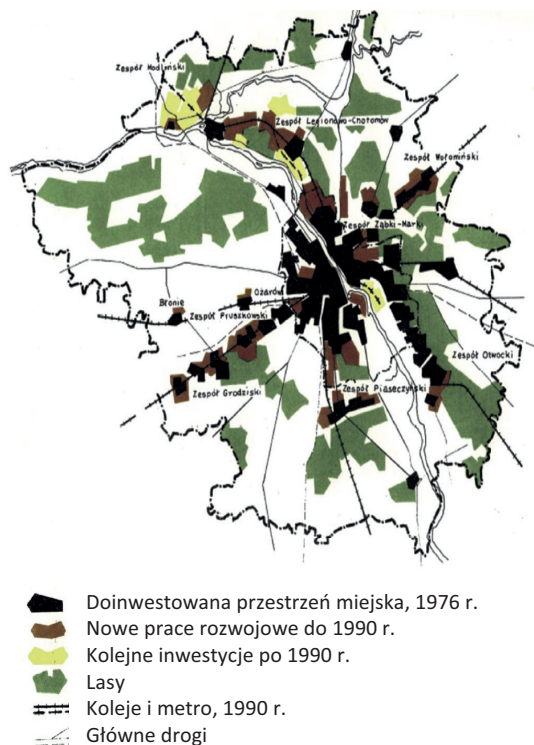 Zespół Modliński
Zespół Legionowo-Chotomów
Zespół Wołomiński
Zespół Ząbki-Marki
Ożarów
Błonie
Zespół Pruszkowski
Zespół Otwocki
Zespół Piaseczyński
Zespół Grodziski
Doinwestowana przestrzeń miejska, 1976 r.
Nowe prace rozwojowe do 1990 r.
Kolejne inwestycje po 1990 r.
Lasy
Koleje i metro, 1990 r.
Główne drogi